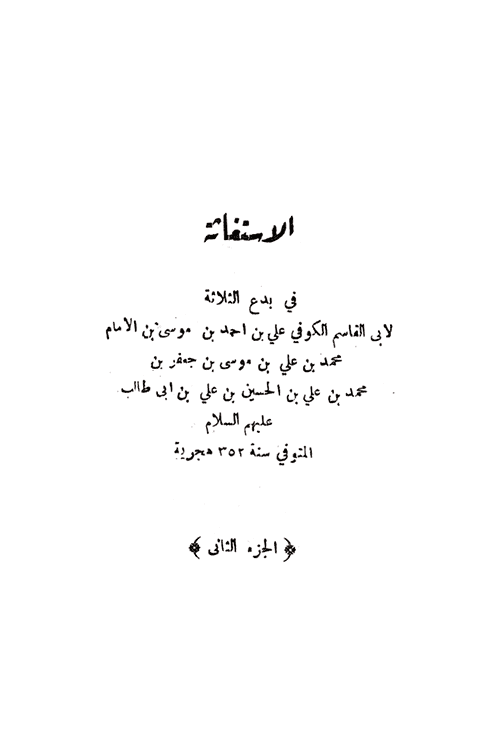 الاستغاثة
في بدع الثلاثة
لابى القاسم الكوفي علي بن احمد بن موسى بن الامام
محمد بن علي بن موسى بن جعفر بن
محمد بن علي بن الحسين بن علي بن ابى طالب
عليهم السلام
المتوفي سنة ٣٥٢ هجرية
﴿ الجزء الثانى ﴾